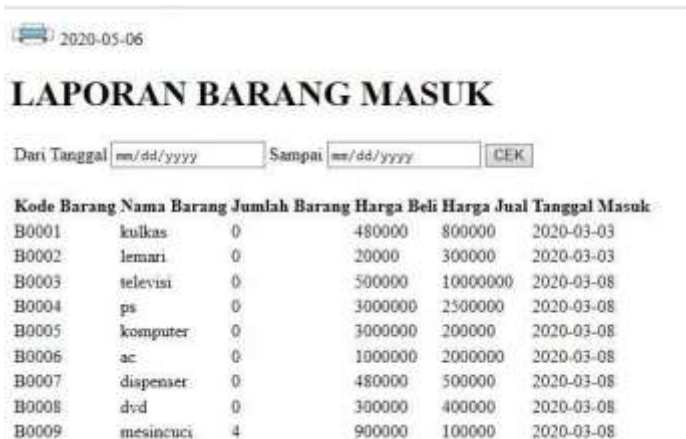 2020-05-06
LAPORAN BARANG MASUK
Dari Tanggal mm/dd/yyyy Sampai mm/dd/yyyy CEK
Kode Barang Nama Barang Jumlah Barang Harga Beli Harga Jual Tanggal Masuk
B0001 kulkas 0 480000 800000 2020-03-03
B0002 lemari 0 20000 300000 2020-03-03
B0003 televisi 0 500000 10000000 2020-03-08
B0004 ps 0 3000000 2500000 2020-03-08
B0005 komputer 0 3000000 200000 2020-03-08
B0006 ac 0 1000000 2000000 2020-03-08
B0007 dispenser 0 480000 500000 2020-03-08
B0008 dvd 0 300000 400000 2020-03-08
B0009 mesincuci 4 900000 100000 2020-03-08